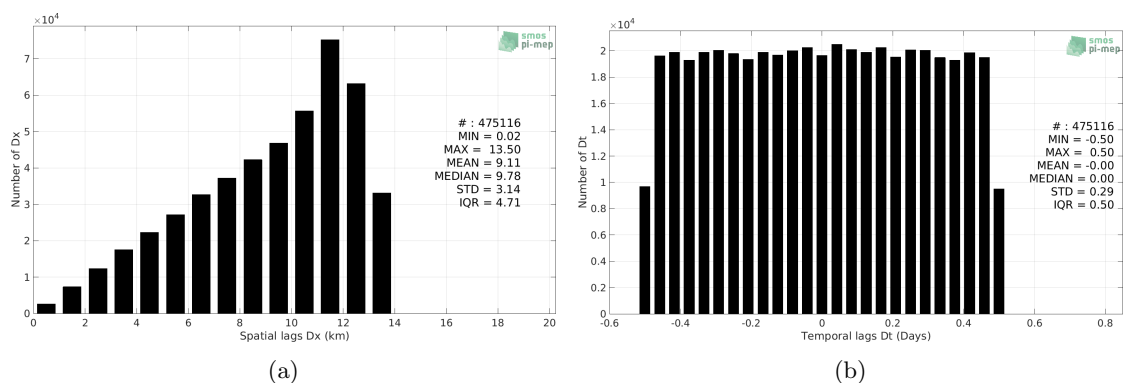 ×10⁴
smos
pi-mep
7
6
5
4
3
2
1
0
Number of Dx
# : 475116
MIN = 0.02
MAX = 13.50
MEAN = 9.11
MEDIAN = 9.78
STD = 3.14
IQR = 4.71
0 2 4 6 8 10 12 14 16 18 20
Spatial lags Dx (km)
(a)
×10⁴
smos
pi-mep
2
1.8
1.6
1.4
1.2
1
0.8
0.6
0.4
0.2
0
Number of Dt
# : 475116
MIN = -0.50
MAX = 0.50
MEAN = -0.00
MEDIAN = 0.00
STD = 0.29
IQR = 0.50
-0.6 -0.4 -0.2 0 0.2 0.4 0.6 0.8
Temporal lags Dt (Days)
(b)